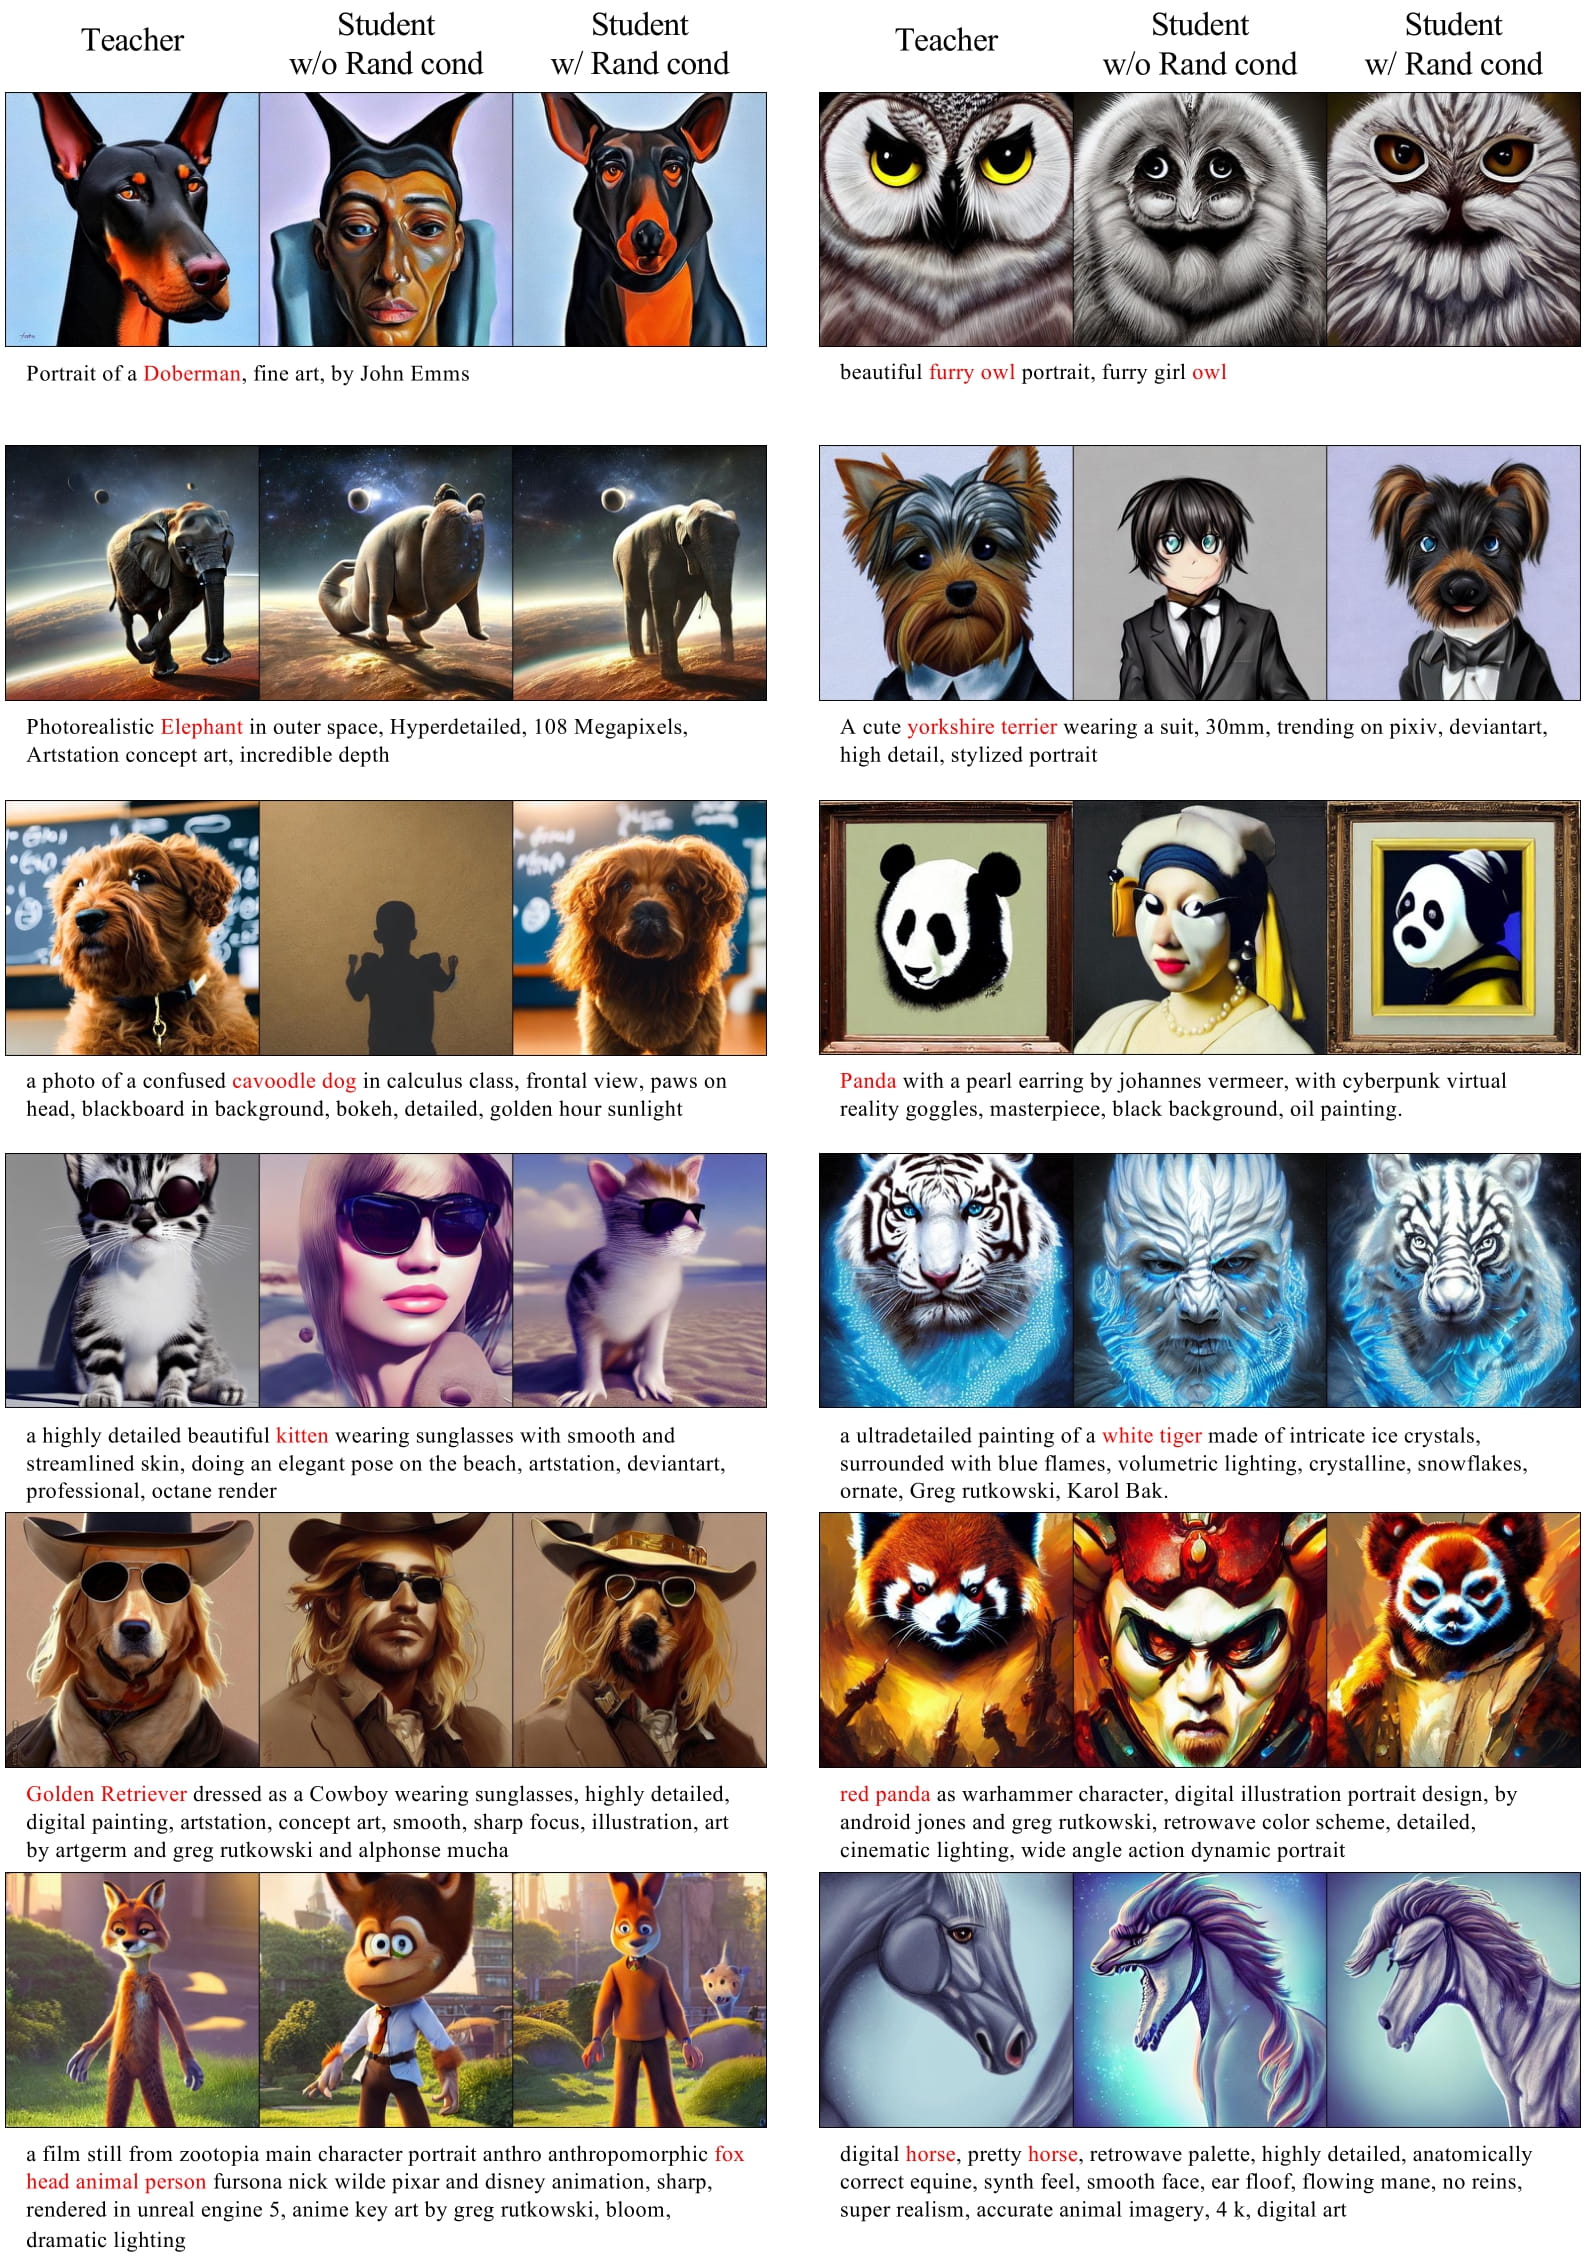 Teacher
Student
w/o Rand cond
Student
w/ Rand cond
Teacher
Student
w/o Rand cond
Student
w/ Rand cond
Portrait of a Doberman, fine art, by John Emms
beautiful furry owl portrait, furry girl owl
Photorealistic Elephant in outer space, Hyperdetailed, 108 Megapixels,
Artstation concept art, incredible depth
A cute yorkshire terrier wearing a suit, 30mm, trending on pixiv, deviantart,
high detail, stylized portrait
a photo of a confused cavoodle dog in calculus class, frontal view, paws on
head, blackboard in background, bokeh, detailed, golden hour sunlight
Panda with a pearl earring by johannes vermeer, with cyberpunk virtual
reality goggles, masterpiece, black background, oil painting.
a highly detailed beautiful kitten wearing sunglasses with smooth and
streamlined skin, doing an elegant pose on the beach, artstation, deviantart,
professional, octane render
a ultradetailed painting of a white tiger made of intricate ice crystals,
surrounded with blue flames, volumetric lighting, crystalline, snowflakes,
ornate, Greg rutkowski, Karol Bak.
Golden Retriever dressed as a Cowboy wearing sunglasses, highly detailed,
digital painting, artstation, concept art, smooth, sharp focus, illustration, art
by artgerm and greg rutkowski and alphonse mucha
red panda as warhammer character, digital illustration portrait design, by
android jones and greg rutkowski, retrowave color scheme, detailed,
cinematic lighting, wide angle action dynamic portrait
a film still from zootopia main character portrait anthro anthropomorphic fox
head animal person fursona nick wilde pixar and disney animation, sharp,
rendered in unreal engine 5, anime key art by greg rutkowski, bloom,
dramatic lighting
digital horse, pretty horse, retrowave palette, highly detailed, anatomically
correct equine, synth feel, smooth face, ear floof, flowing mane, no reins,
super realism, accurate animal imagery, 4 k, digital art